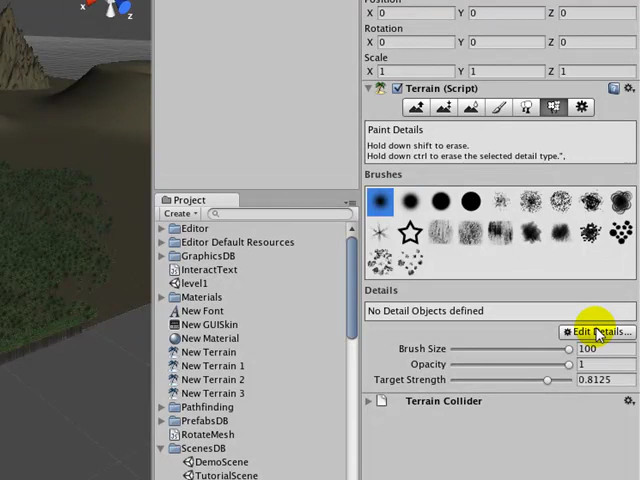 Position
X 0 Y 0 Z 0
Rotation
X 0 Y 0 Z 0
Scale
X 1 Y 1 Z 1
Terrain (Script)
Paint Details
Hold down shift to erase.
Hold down ctrl to erase the selected detail type.",
Brushes
Details
No Detail Objects defined
Edit Details...
Brush Size 100
Opacity 1
Target Strength 0.8125
Terrain Collider
x
z
Project
Create
Editor
Editor Default Resources
GraphicsDB
InteractText
level1
Materials
New Font
New GUISkin
New Material
New Terrain
New Terrain 1
New Terrain 2
New Terrain 3
Pathfinding
PrefabsDB
RotateMesh
ScenesDB
DemoScene
TutorialScene